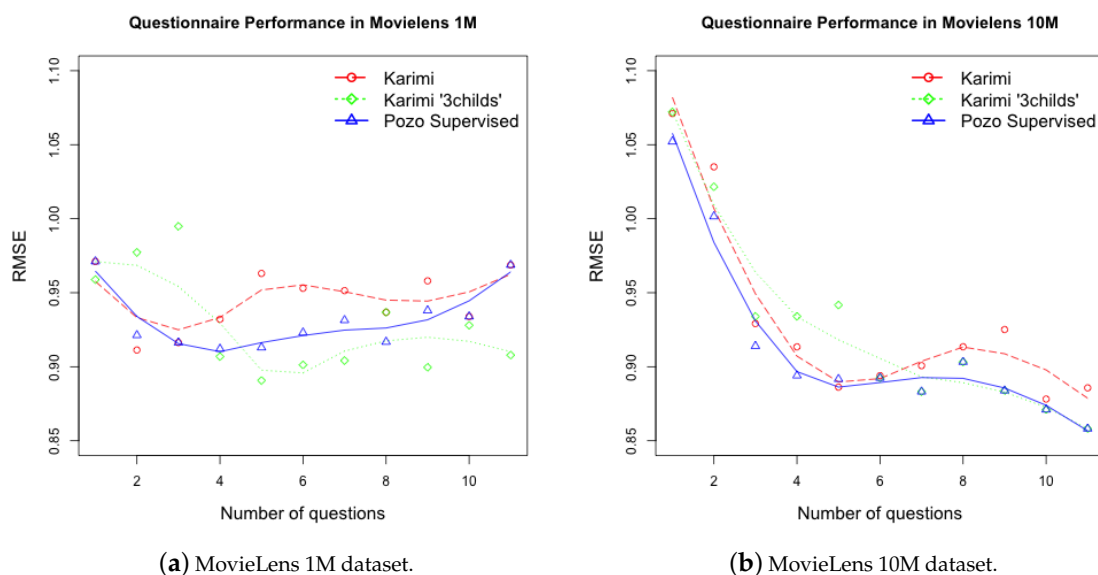 Questionnaire Performance in Movielens 1M
1.10
1.05
1.00
0.95
0.90
0.85
RMSE
Karimi
Karimi '3childs'
Pozo Supervised
2 4 6 8 10
Number of questions
(a) MovieLens 1M dataset.
Questionnaire Performance in Movielens 10M
1.10
1.05
1.00
0.95
0.90
0.85
RMSE
Karimi
Karimi '3childs'
Pozo Supervised
2 4 6 8 10
Number of questions
(b) MovieLens 10M dataset.